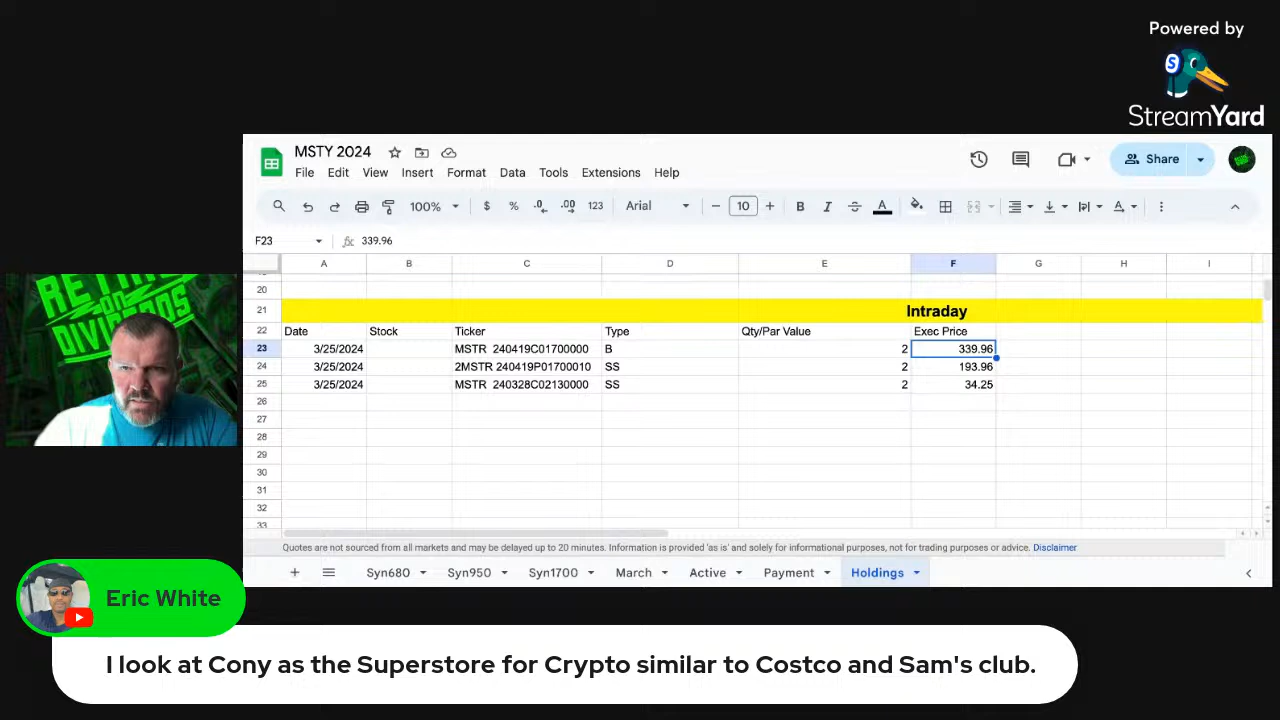 Powered by
S
StreamYard
MSTY 2024
File Edit View Insert Format Data Tools Extensions Help
Share
100% $ % .0 .00 123 Arial 10 B I A
F23 fx 339.96
A B C D E F G H I
20
21 Intraday
22 Date Stock Ticker Type Qty/Par Value Exec Price
23 3/25/2024 MSTR 240419C01700000 B 2 339.96
24 3/25/2024 2MSTR 240419P01700010 SS 2 193.96
25 3/25/2024 MSTR 240328C02130000 SS 2 34.25
26
27
28
29
30
31
32
33
Quotes are not sourced from all markets and may be delayed up to 20 minutes. Information is provided 'as is' and solely for informational purposes, not for trading purposes or advice. Disclaimer
Syn680 Syn950 Syn1700 March Active Payment Holdings
RETIRE
ON
DIVIDENDS
Eric White
I look at Cony as the Superstore for Crypto similar to Costco and Sam's club.